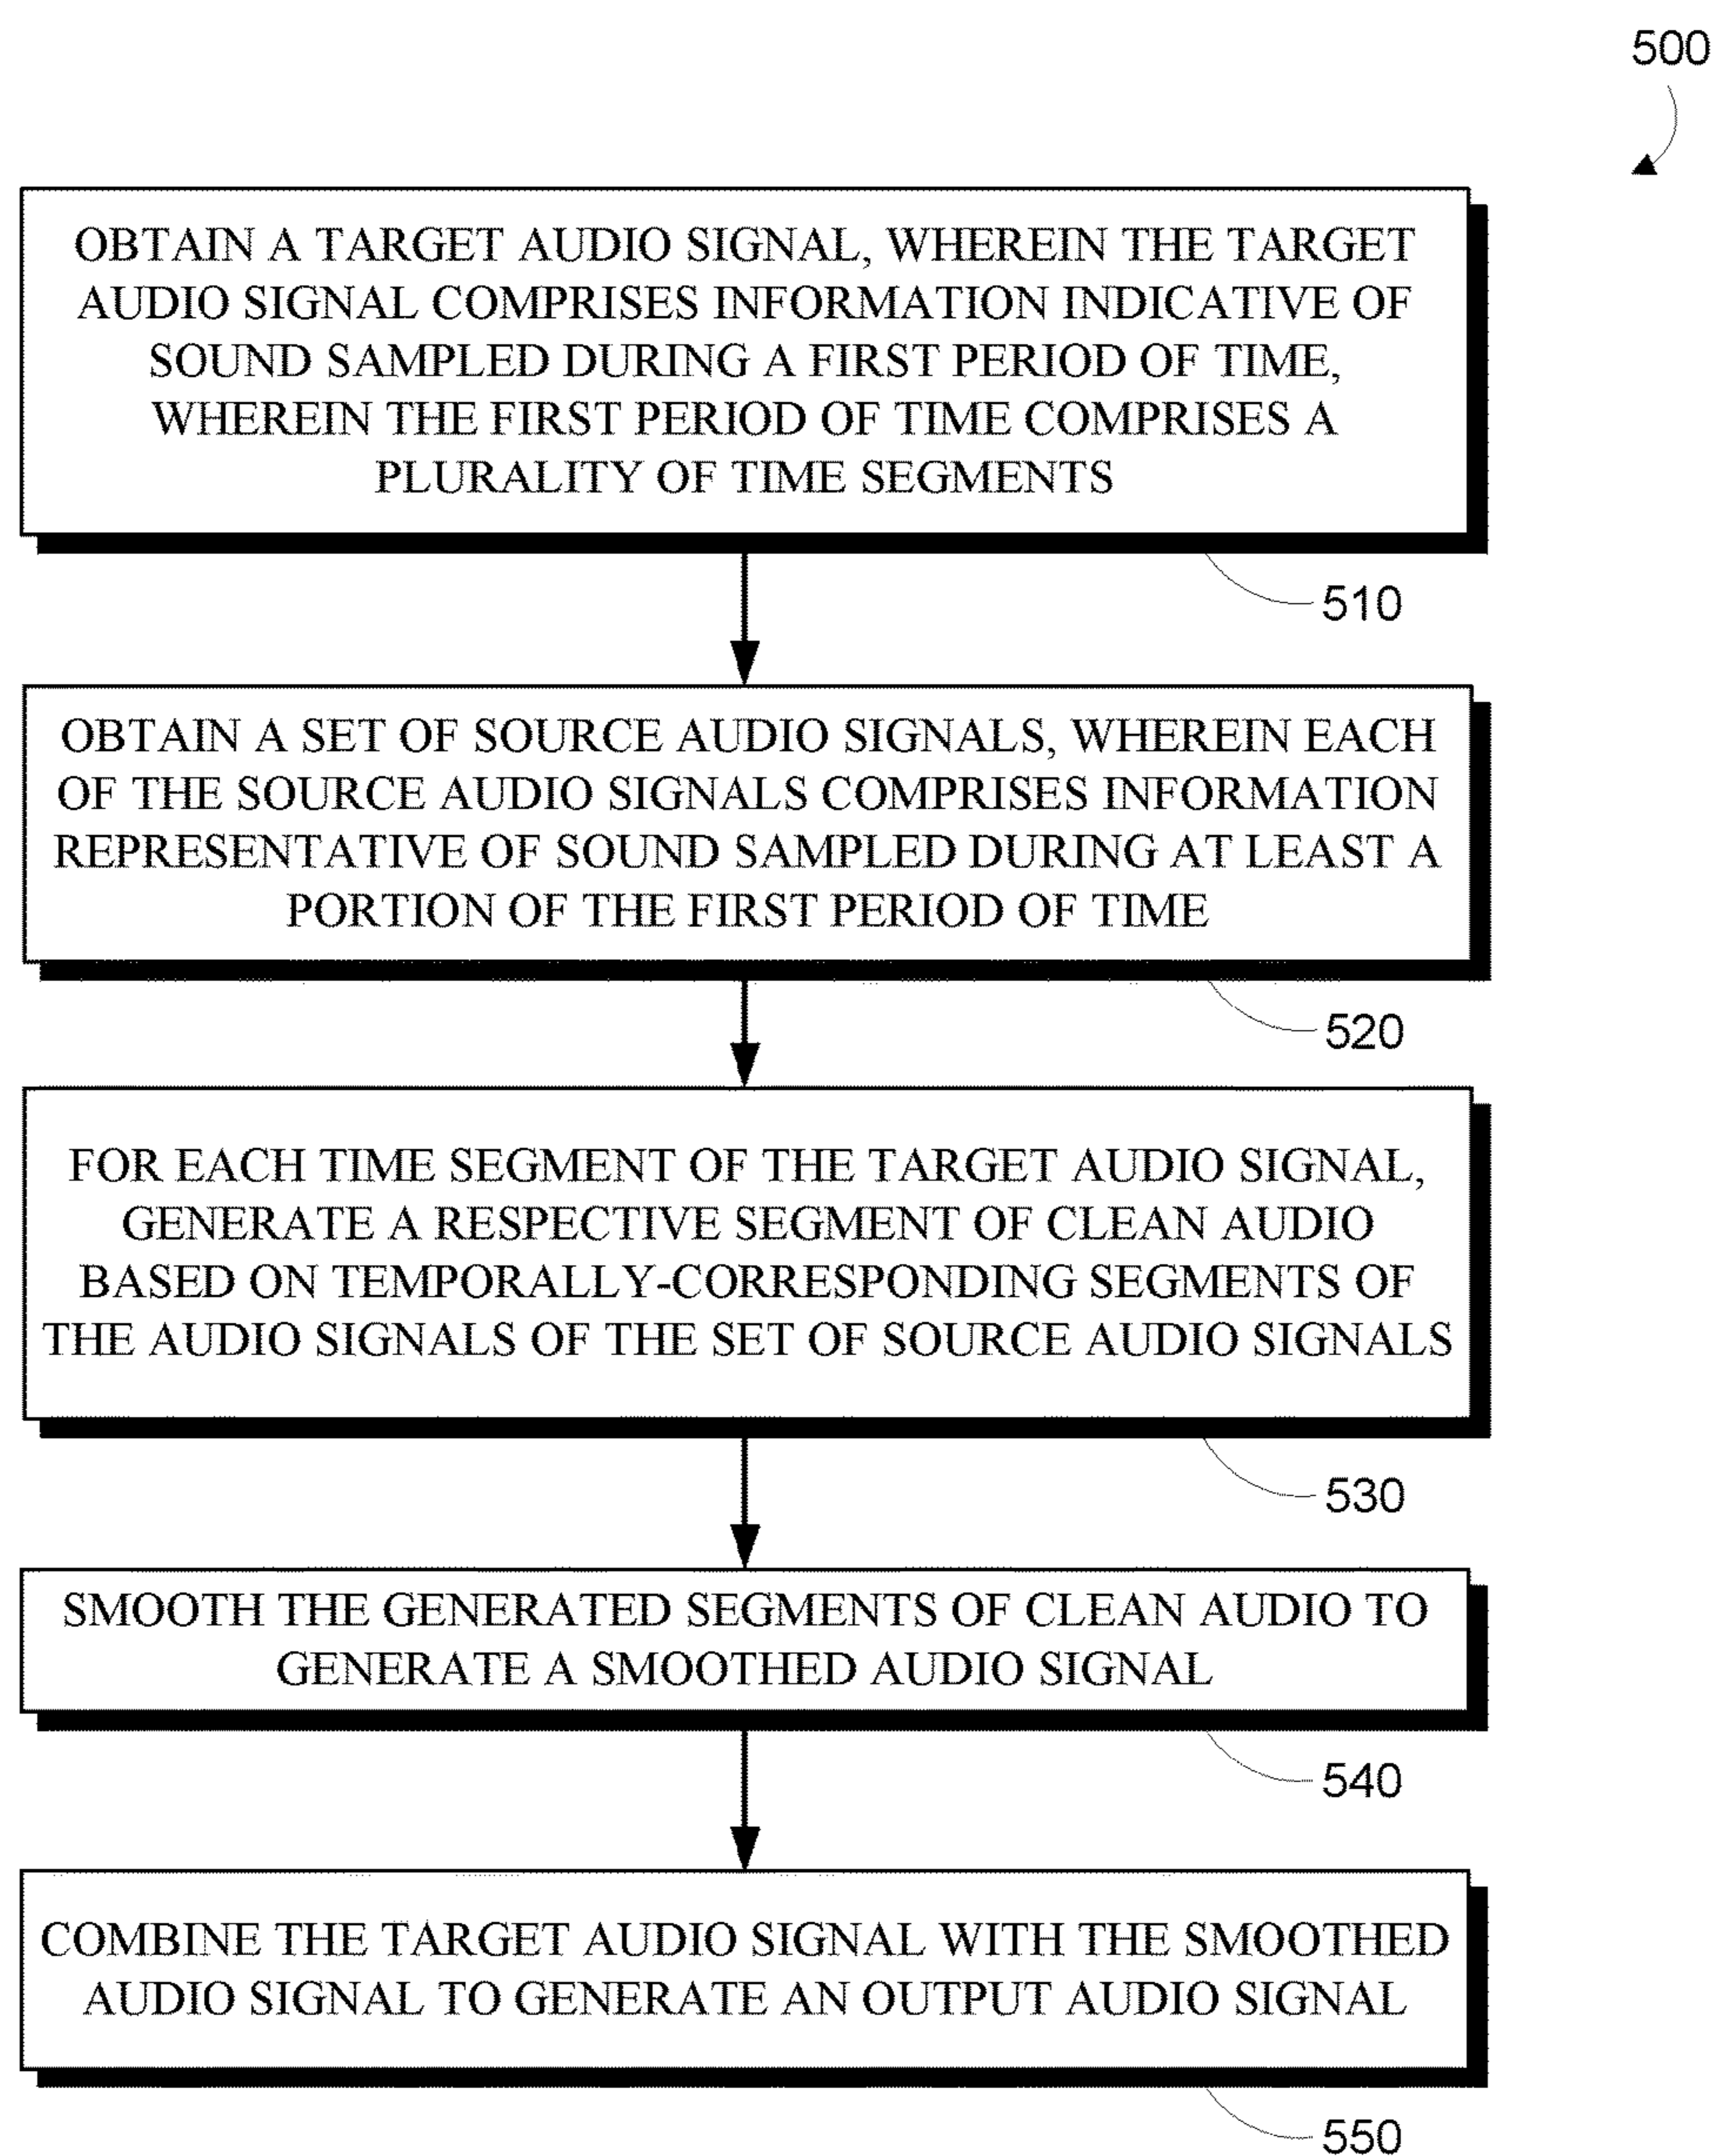 500
OBTAIN A TARGET AUDIO SIGNAL, WHEREIN THE TARGET
AUDIO SIGNAL COMPRISES INFORMATION INDICATIVE OF
SOUND SAMPLED DURING A FIRST PERIOD OF TIME,
WHEREIN THE FIRST PERIOD OF TIME COMPRISES A
PLURALITY OF TIME SEGMENTS
510
OBTAIN A SET OF SOURCE AUDIO SIGNALS, WHEREIN EACH
OF THE SOURCE AUDIO SIGNALS COMPRISES INFORMATION
REPRESENTATIVE OF SOUND SAMPLED DURING AT LEAST A
PORTION OF THE FIRST PERIOD OF TIME
520
FOR EACH TIME SEGMENT OF THE TARGET AUDIO SIGNAL,
GENERATE A RESPECTIVE SEGMENT OF CLEAN AUDIO
BASED ON TEMPORALLY-CORRESPONDING SEGMENTS OF
THE AUDIO SIGNALS OF THE SET OF SOURCE AUDIO SIGNALS
530
SMOOTH THE GENERATED SEGMENTS OF CLEAN AUDIO TO
GENERATE A SMOOTHED AUDIO SIGNAL
540
COMBINE THE TARGET AUDIO SIGNAL WITH THE SMOOTHED
AUDIO SIGNAL TO GENERATE AN OUTPUT AUDIO SIGNAL
550